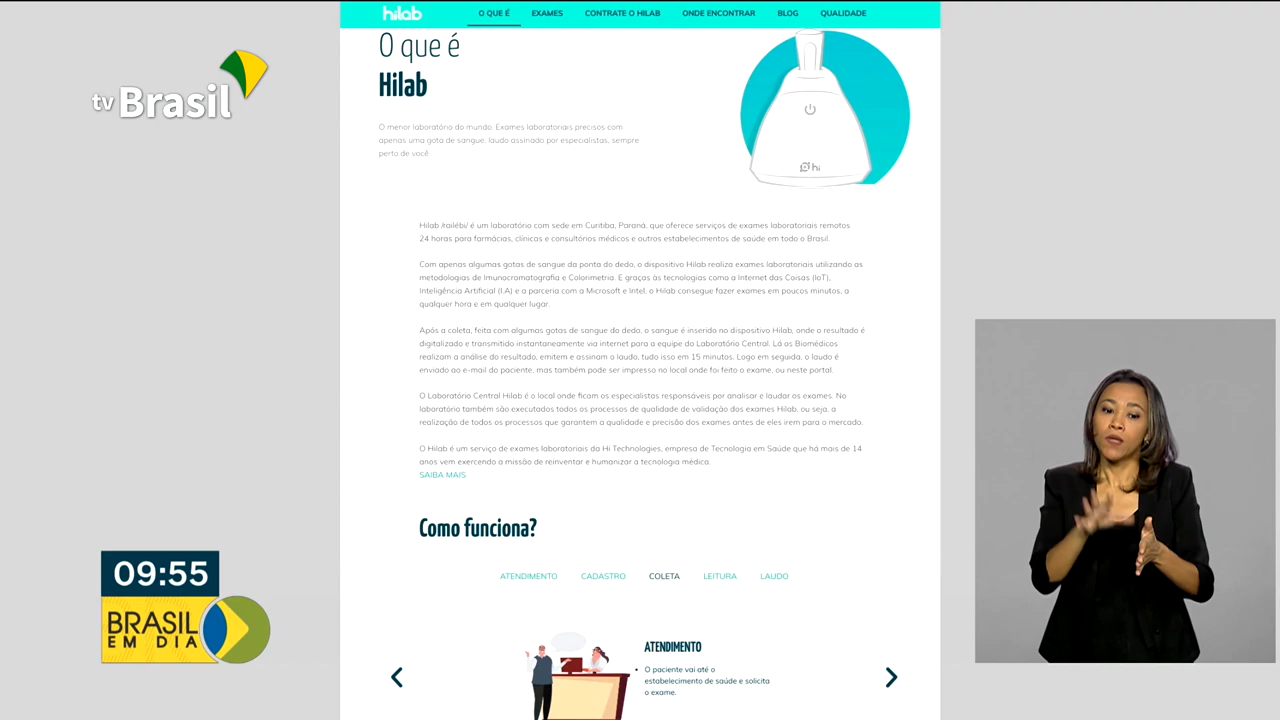 hilab
O QUE É
EXAMES
CONTRATE O HILAB
ONDE ENCONTRAR
BLOG
QUALIDADE
tv Brasil
O que é
Hilab
O menor laboratório do mundo. Exames laboratoriais precisos com
apenas uma gota de sangue, laudo assinado por especialistas, sempre
perto de você
hi
Hilab /railébi/ é um laboratório com sede em Curitiba, Paraná, que oferece serviços de exames laboratoriais remotos
24 horas para farmácias, clínicas e consultórios médicos e outros estabelecimentos de saúde em todo o Brasil.
Com apenas algumas gotas de sangue da ponta do dedo, o dispositivo Hilab realiza exames laboratoriais utilizando as
metodologias de Imunocromatografia e Colorimetria. E graças às tecnologias como a Internet das Coisas (IoT),
Inteligência Artificial (I.A) e a parceria com a Microsoft e Intel, o Hilab consegue fazer exames em poucos minutos, a
qualquer hora e em qualquer lugar.
Após a coleta, feita com algumas gotas de sangue do dedo, o sangue é inserido no dispositivo Hilab, onde o resultado é
digitalizado e transmitido instantaneamente via internet para a equipe do Laboratório Central. Lá os Biomédicos
realizam a análise do resultado, emitem e assinam o laudo, tudo isso em 15 minutos. Logo em seguida, o laudo é
enviado ao e-mail do paciente, mas também pode ser impresso no local onde foi feito o exame, ou neste portal.
O Laboratório Central Hilab é o local onde ficam os especialistas responsáveis por analisar e laudar os exames. No
laboratório também são executados todos os processos de qualidade de validação dos exames Hilab, ou seja, a
realização de todos os processos que garantem a qualidade e precisão dos exames antes de eles irem para o mercado.
O Hilab é um serviço de exames laboratoriais da Hi Technologies, empresa de Tecnologia em Saúde que há mais de 14
anos vem exercendo a missão de reinventar e humanizar a tecnologia médica.
SAIBA MAIS
Como funciona?
ATENDIMENTO
CADASTRO
COLETA
LEITURA
LAUDO
09:55
BRASIL
EM DIA
ATENDIMENTO
• O paciente vai até o
estabelecimento de saúde e solicita
o exame.